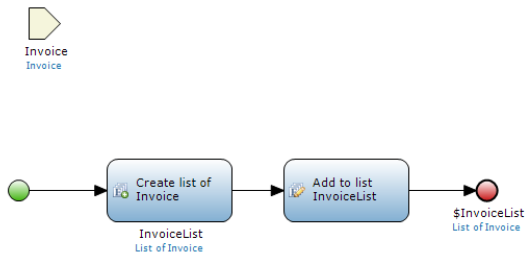 Invoice
Invoice
Create list of
Invoice
InvoiceList
List of Invoice
Add to list
InvoiceList
$InvoiceList
List of Invoice